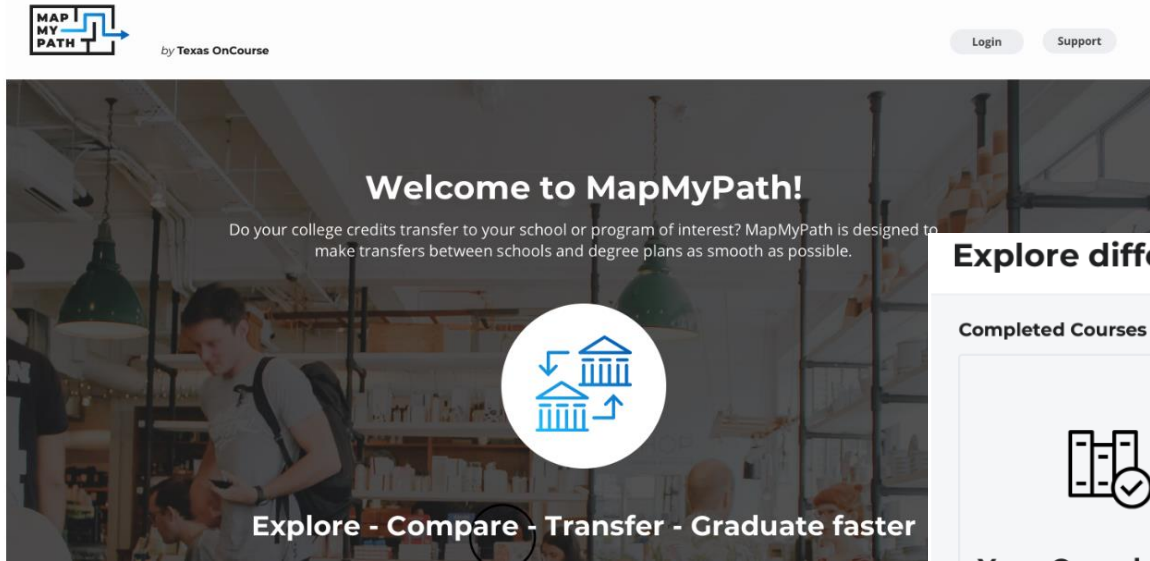 MAP
MY
PATH
by Texas OnCourse
Login
Support
Welcome to MapMyPath!
Do your college credits transfer to your school or program of interest? MapMyPath is designed to
make transfers between schools and degree plans as smooth as possible.
Explore - Compare - Transfer - Graduate faster
Completed Courses